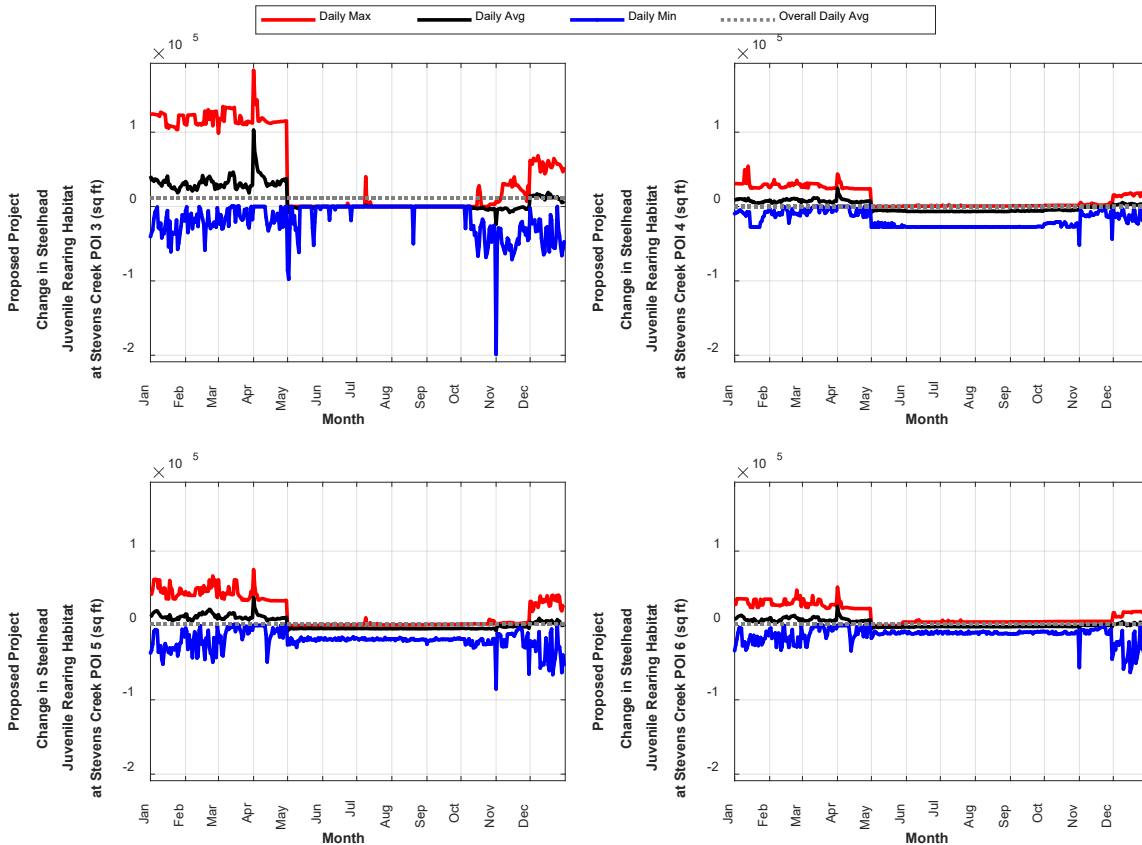 Daily Max Daily Avg Daily Min Overall Daily Avg
× 10 5
1
0
-1
-2
Proposed Project
Change in Steelhead
Juvenile Rearing Habitat
at Stevens Creek POI 3 (sq ft)
Jan Feb Mar Apr May Jun Jul Aug Sep Oct Nov Dec
Month
× 10 5
1
0
-1
-2
Proposed Project
Change in Steelhead
Juvenile Rearing Habitat
at Stevens Creek POI 4 (sq ft)
Jan Feb Mar Apr May Jun Jul Aug Sep Oct Nov Dec
Month
× 10 5
1
0
-1
-2
Proposed Project
Change in Steelhead
Juvenile Rearing Habitat
at Stevens Creek POI 5 (sq ft)
Jan Feb Mar Apr May Jun Jul Aug Sep Oct Nov Dec
Month
× 10 5
1
0
-1
-2
Proposed Project
Change in Steelhead
Juvenile Rearing Habitat
at Stevens Creek POI 6 (sq ft)
Jan Feb Mar Apr May Jun Jul Aug Sep Oct Nov Dec
Month